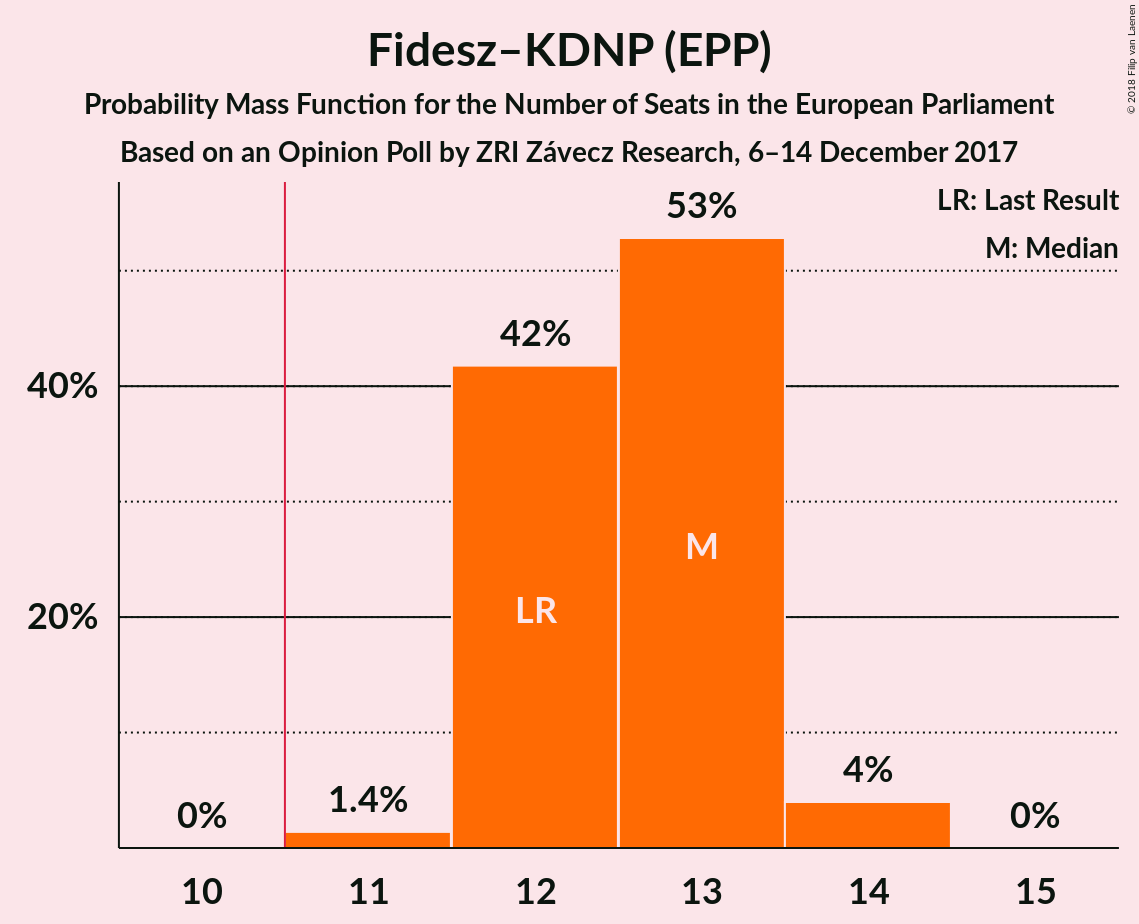 Fidesz–KDNP (EPP)
Probability Mass Function for the Number of Seats in the European Parliament
Based on an Opinion Poll by ZRI Závecz Research, 6–14 December 2017
© 2018 Filip van Laenen
LR: Last Result
M: Median
53%
42%
40%
M
LR
20%
4%
1.4%
0%
0%
10
11
12
13
14
15